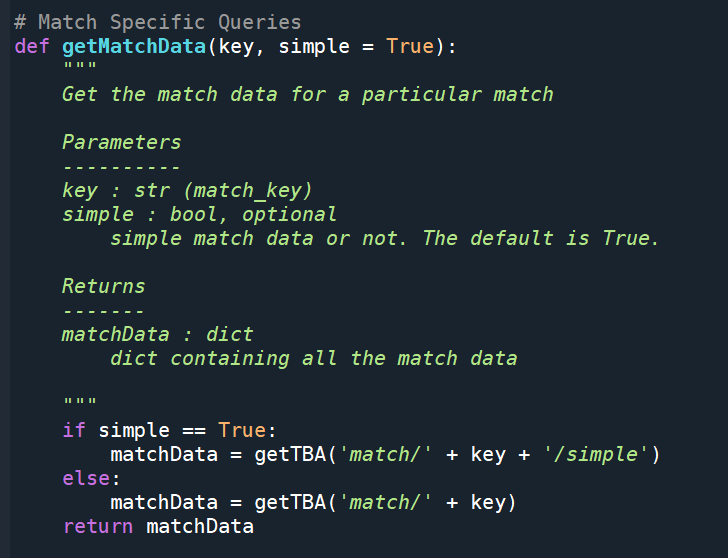 # Match Specific Queries
def getMatchData(key, simple = True):
    """
    Get the match data for a particular match

    Parameters
    ----------
    key : str (match_key)
    simple : bool, optional
        simple match data or not. The default is True.

    Returns
    -------
    matchData : dict
        dict containing all the match data

    """
    if simple == True:
        matchData = getTBA('match/' + key + '/simple')
    else:
        matchData = getTBA('match/' + key)
    return matchData